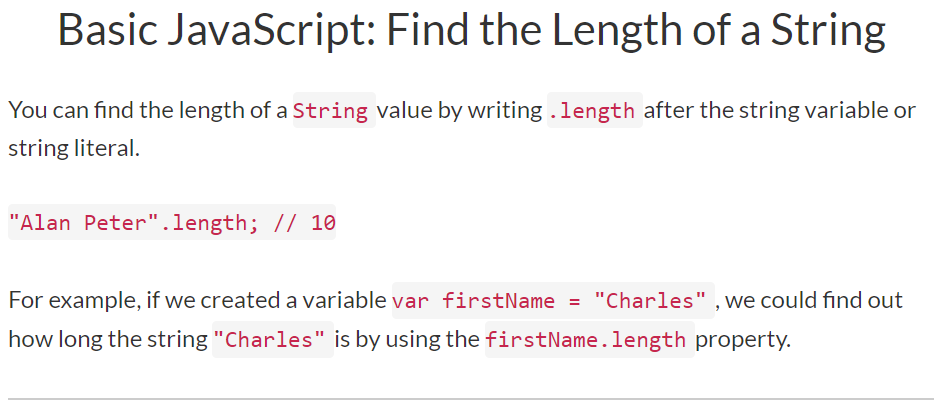 Basic JavaScript: Find the Length of a String
You can find the length of a String value by writing .length after the string variable or
string literal.
"Alan Peter".length; // 10
For example, if we created a variable var firstName = "Charles" , we could find out
how long the string "Charles" is by using the firstName.length property.